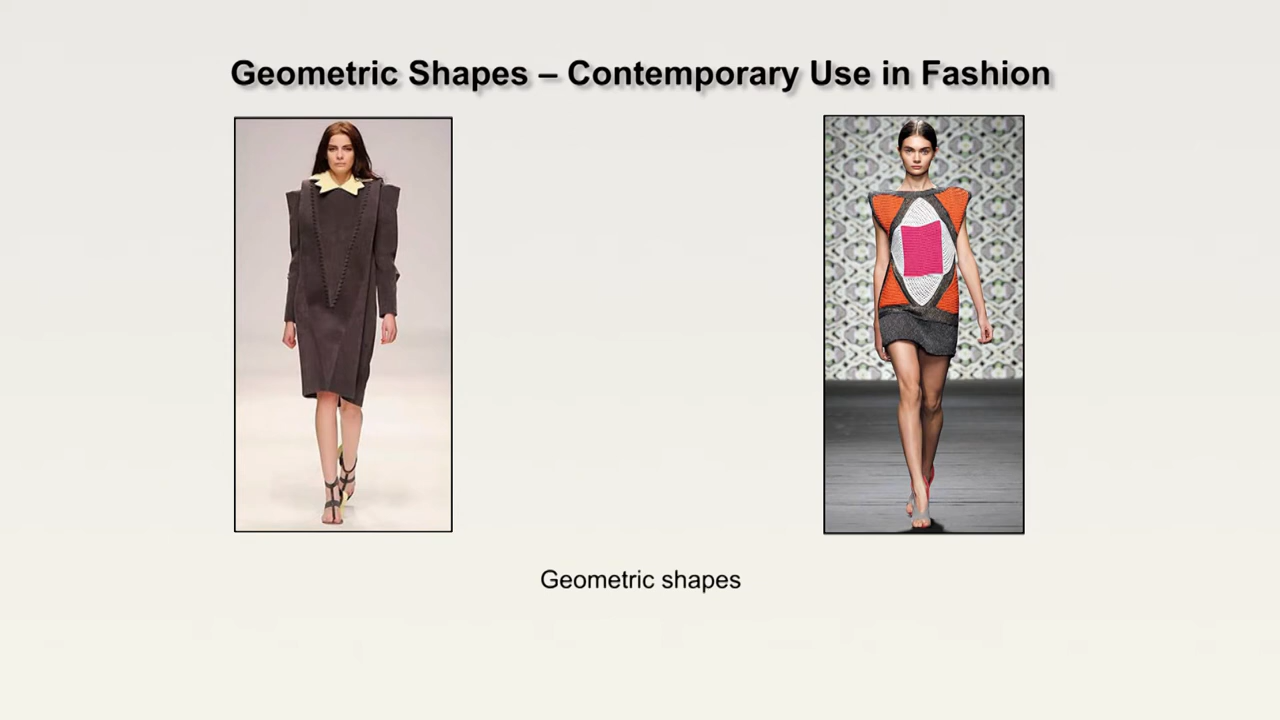 Geometric Shapes – Contemporary Use in Fashion
Geometric shapes